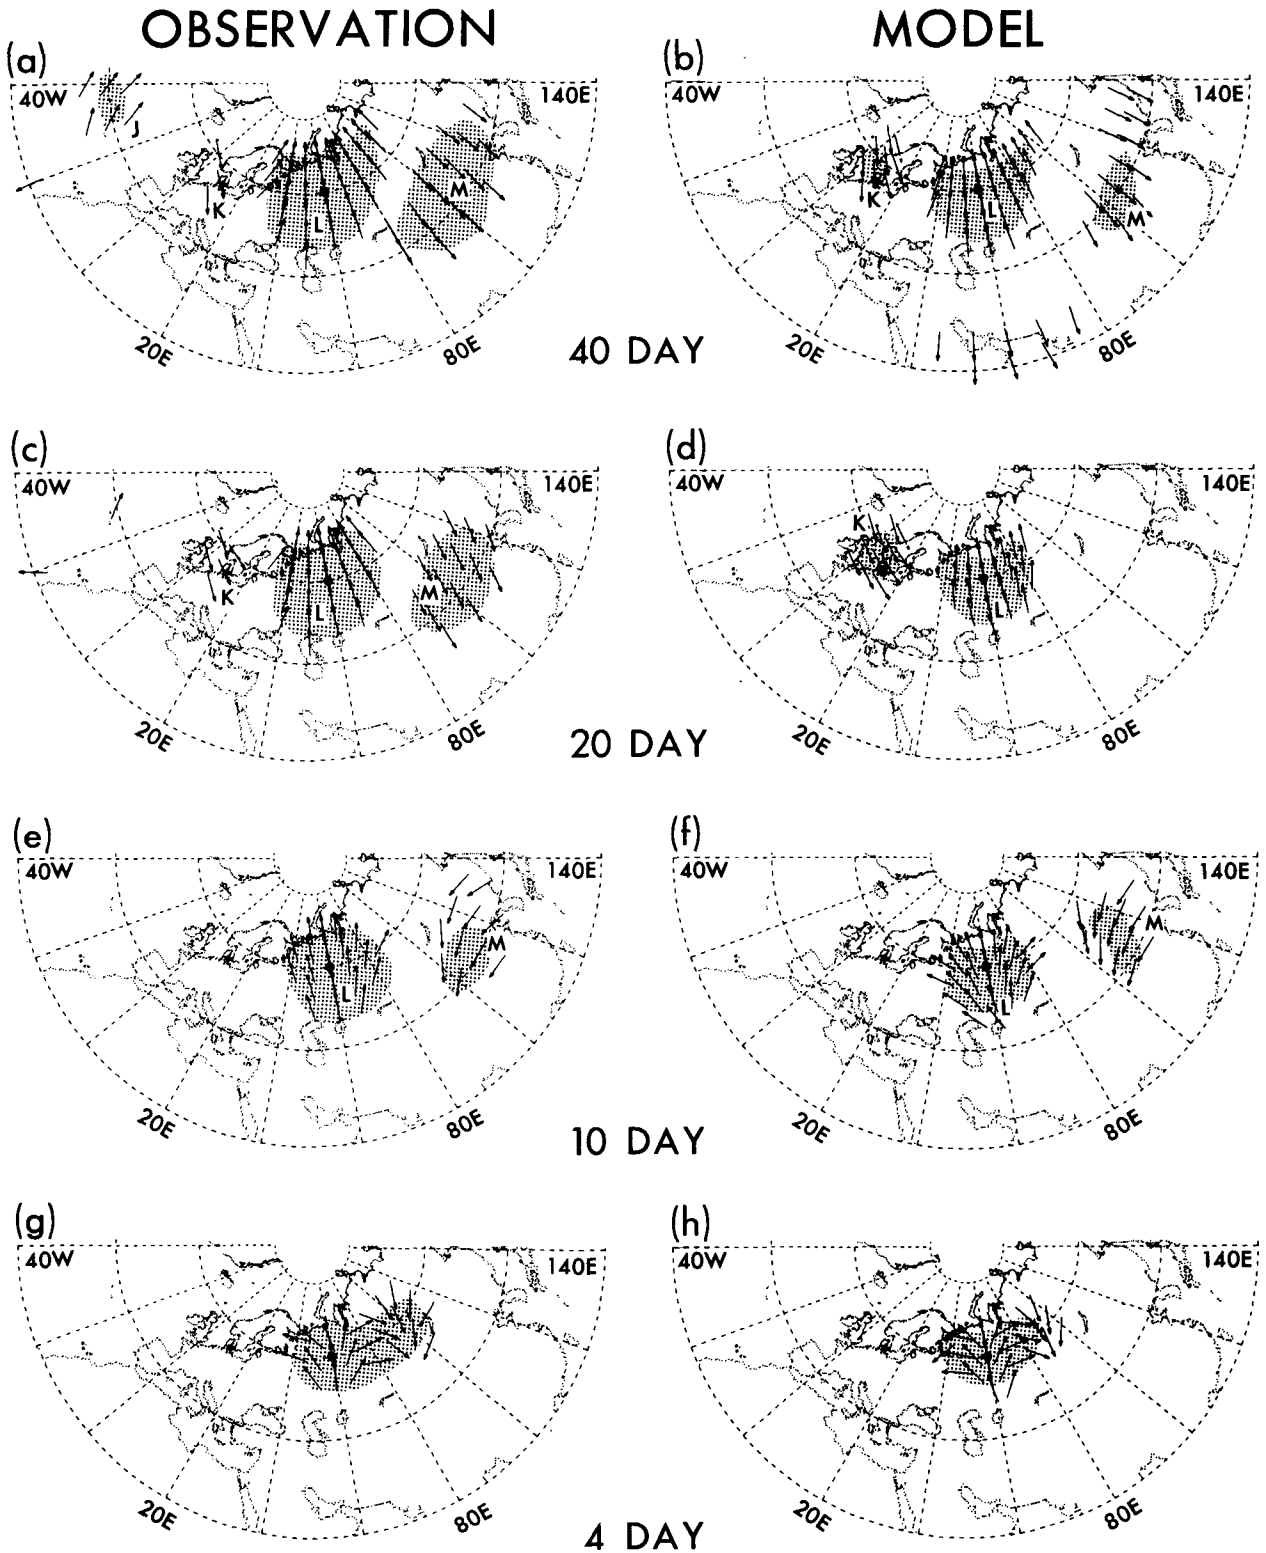 OBSERVATION MODEL
(a) (b)
40W 140E 40W 140E
J
K L M K L M
20E 80E 20E 80E
40 DAY
(c) (d)
40W 140E 40W 140E
K L M K L
20E 80E 20E 80E
20 DAY
(e) (f)
40W 140E 40W 140E
L M L M
20E 80E 20E 80E
10 DAY
(g) (h)
40W 140E 40W 140E
20E 80E 20E 80E
4 DAY